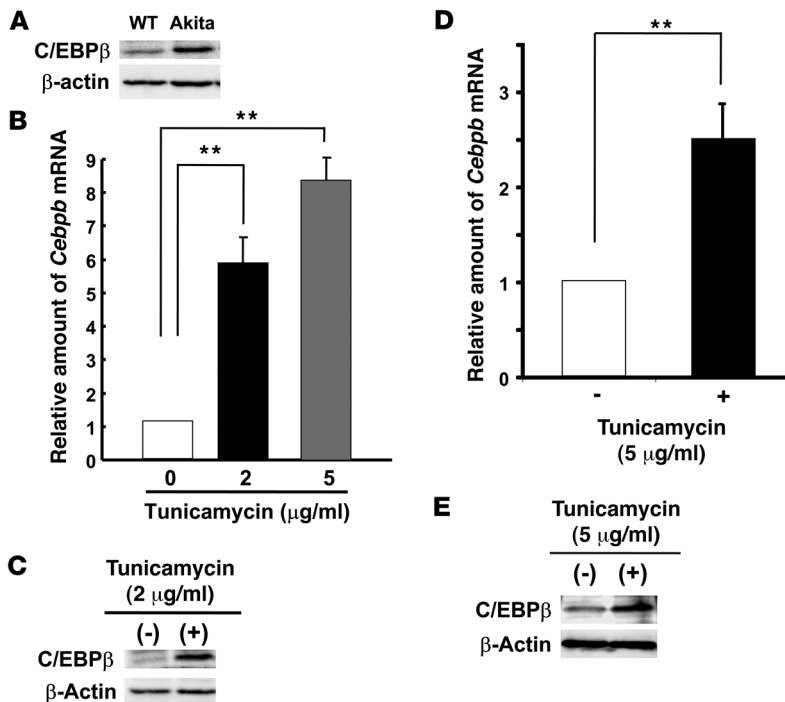 A
WT Akita
C/EBPβ
β-actin
B
**
**
Relative amount of Cebpb mRNA
9
8
7
6
5
4
3
2
1
0
0 2 5
Tunicamycin (μg/ml)
C
Tunicamycin
(2 μg/ml)
(-) (+)
C/EBPβ
β-Actin
D
**
Relative amount of Cebpb mRNA
3
2
1
0
- +
Tunicamycin
(5 μg/ml)
E
Tunicamycin
(5 μg/ml)
(-) (+)
C/EBPβ
β-Actin